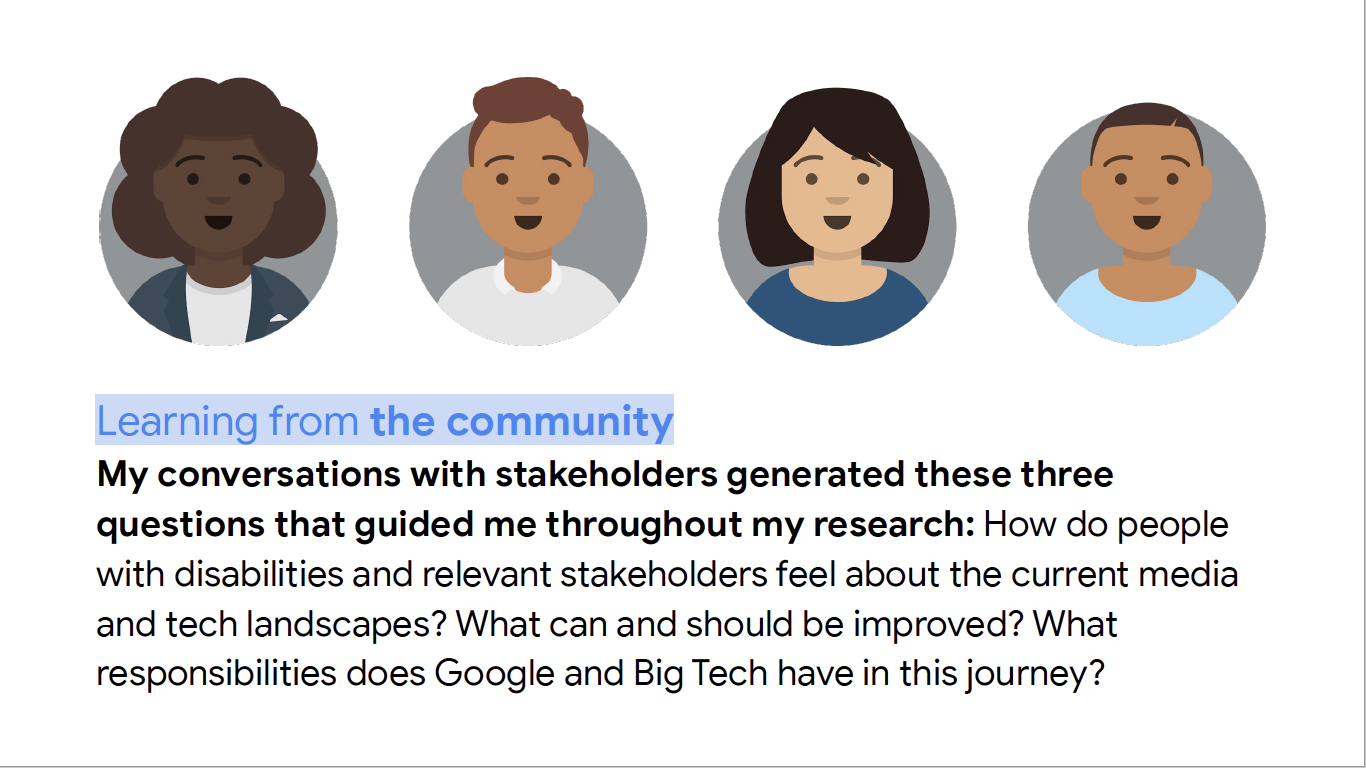 Learning from the community
My conversations with stakeholders generated these three
questions that guided me throughout my research: How do people
with disabilities and relevant stakeholders feel about the current media
and tech landscapes? What can and should be improved? What
responsibilities does Google and Big Tech have in this journey?